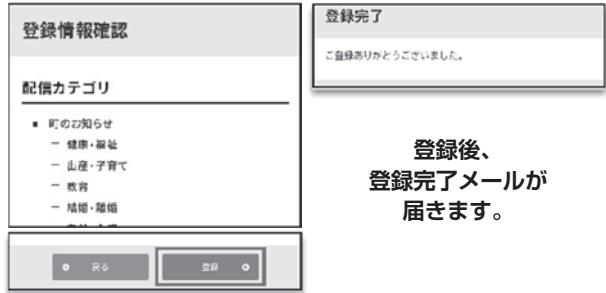 登録情報確認
配信カテゴリ
▪ 町のお知らせ
ー 健康・福祉
ー 出産・子育て
ー 教育
ー 結婚・離婚
戻る
登録
登録完了
ご登録ありがとうございました。
登録後、
登録完了メールが
届きます。